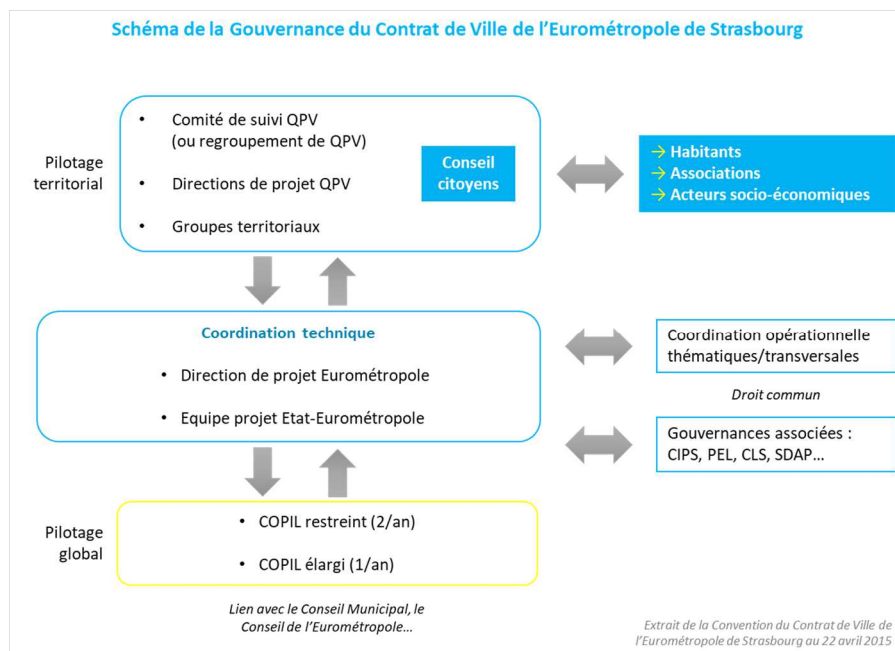 Schéma de la Gouvernance du Contrat de Ville de l'Eurométropole de Strasbourg
Pilotage
territorial
• Comité de suivi QPV
(ou regroupement de QPV)
• Directions de projet QPV
• Groupes territoriaux
Conseil
citoyens
→ Habitants
→ Associations
→ Acteurs socio-économiques
Coordination technique
• Direction de projet Eurométropole
• Equipe projet Etat-Eurométropole
Coordination opérationnelle
thématiques/transversales
Droit commun
Gouvernances associées :
CIPS, PEL, CLS, SDAP...
Pilotage
global
• COPIL restreint (2/an)
• COPIL élargi (1/an)
Lien avec le Conseil Municipal, le
Conseil de l'Eurométropole...
Extrait de la Convention du Contrat de Ville de
l'Eurométropole de Strasbourg au 22 avril 2015